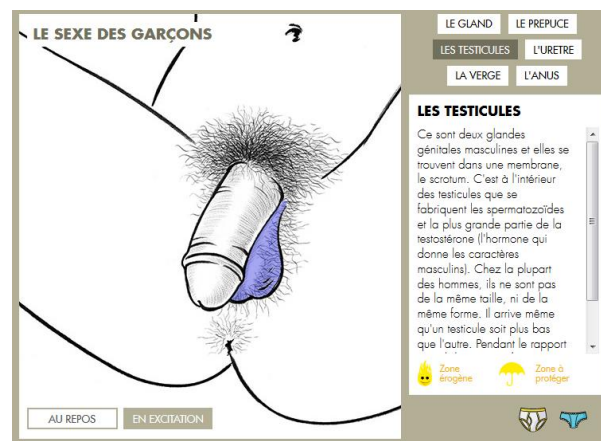 LE SEXE DES GARÇONS
LE GLAND LE PREPUCE
LES TESTICULES L'URETRE
LA VERGE L'ANUS
LES TESTICULES
Ce sont deux glandes
génitales masculines et elles se
trouvent dans une membrane,
le scrotum. C'est à l'intérieur
des testicules que se
fabriquent les spermatozoïdes
et la plus grande partie de la
testostérone (l'hormone qui
donne les caractères
masculins). Chez la plupart
des hommes, ils ne sont pas
de la même taille, ni de la
même forme. Il arrive même
qu'un testicule soit plus bas
que l'autre. Pendant le rapport
Zone
érogène
Zone à
protéger
AU REPOS EN EXCITATION